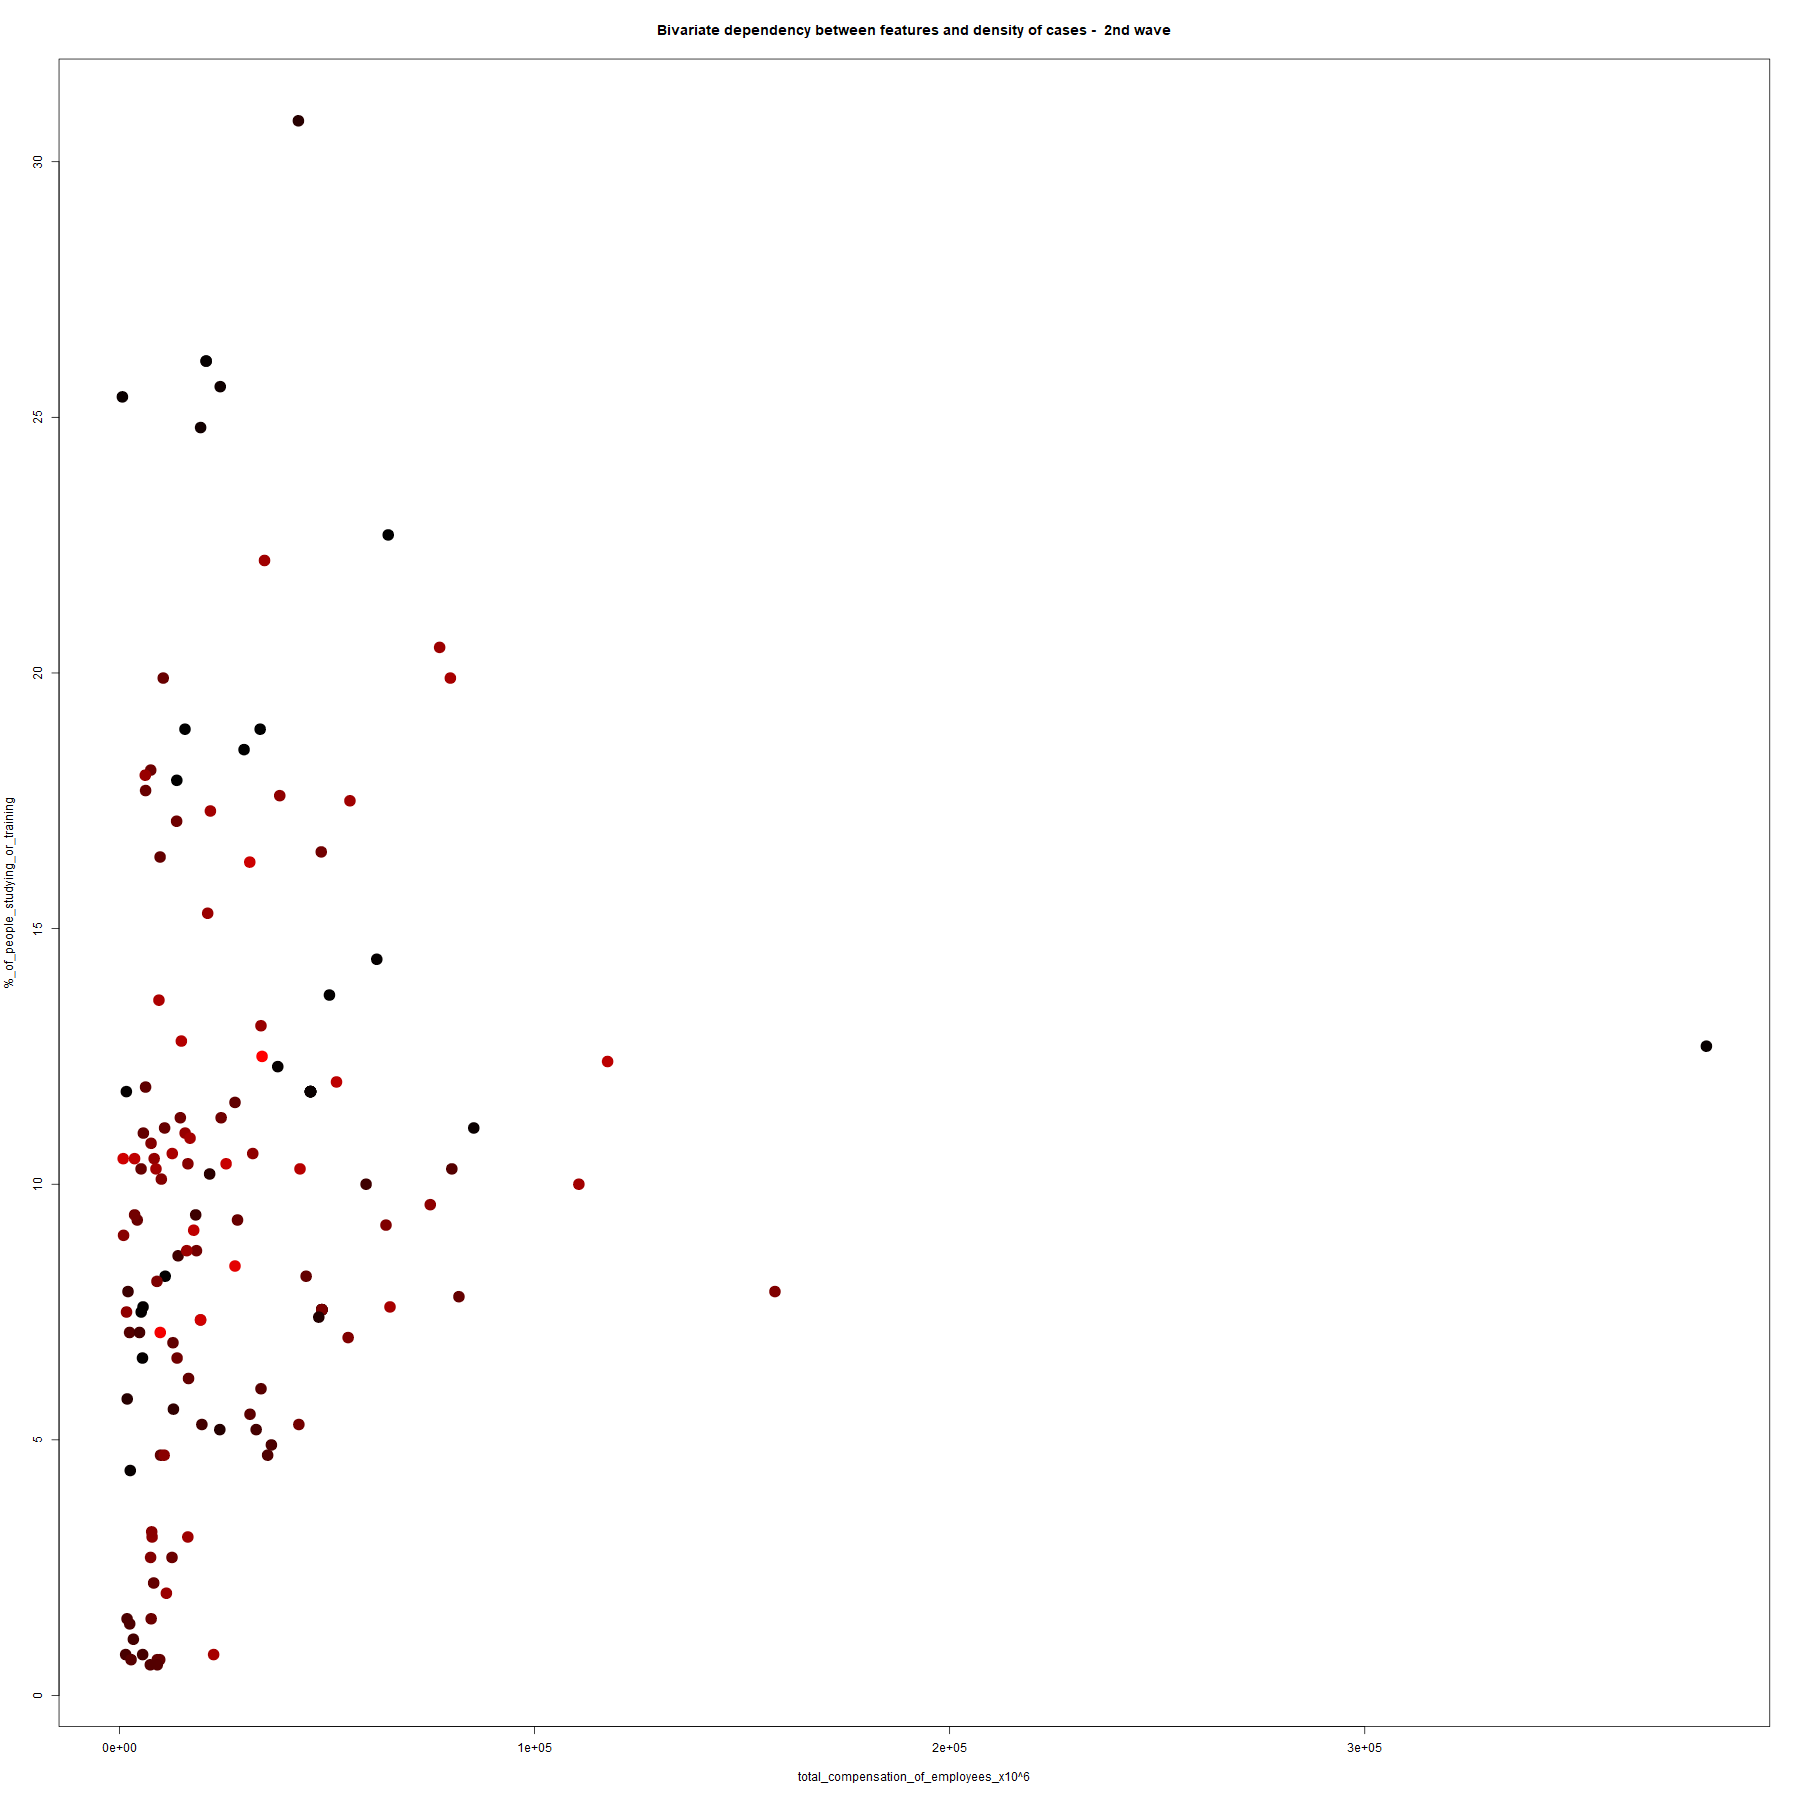 Bivariate dependency between features and density of cases -  2nd wave
30
25
20
15
10
5
0
%_of_people_studying_or_training
0e+00 1e+05 2e+05 3e+05
total_compensation_of_employees_x10^6